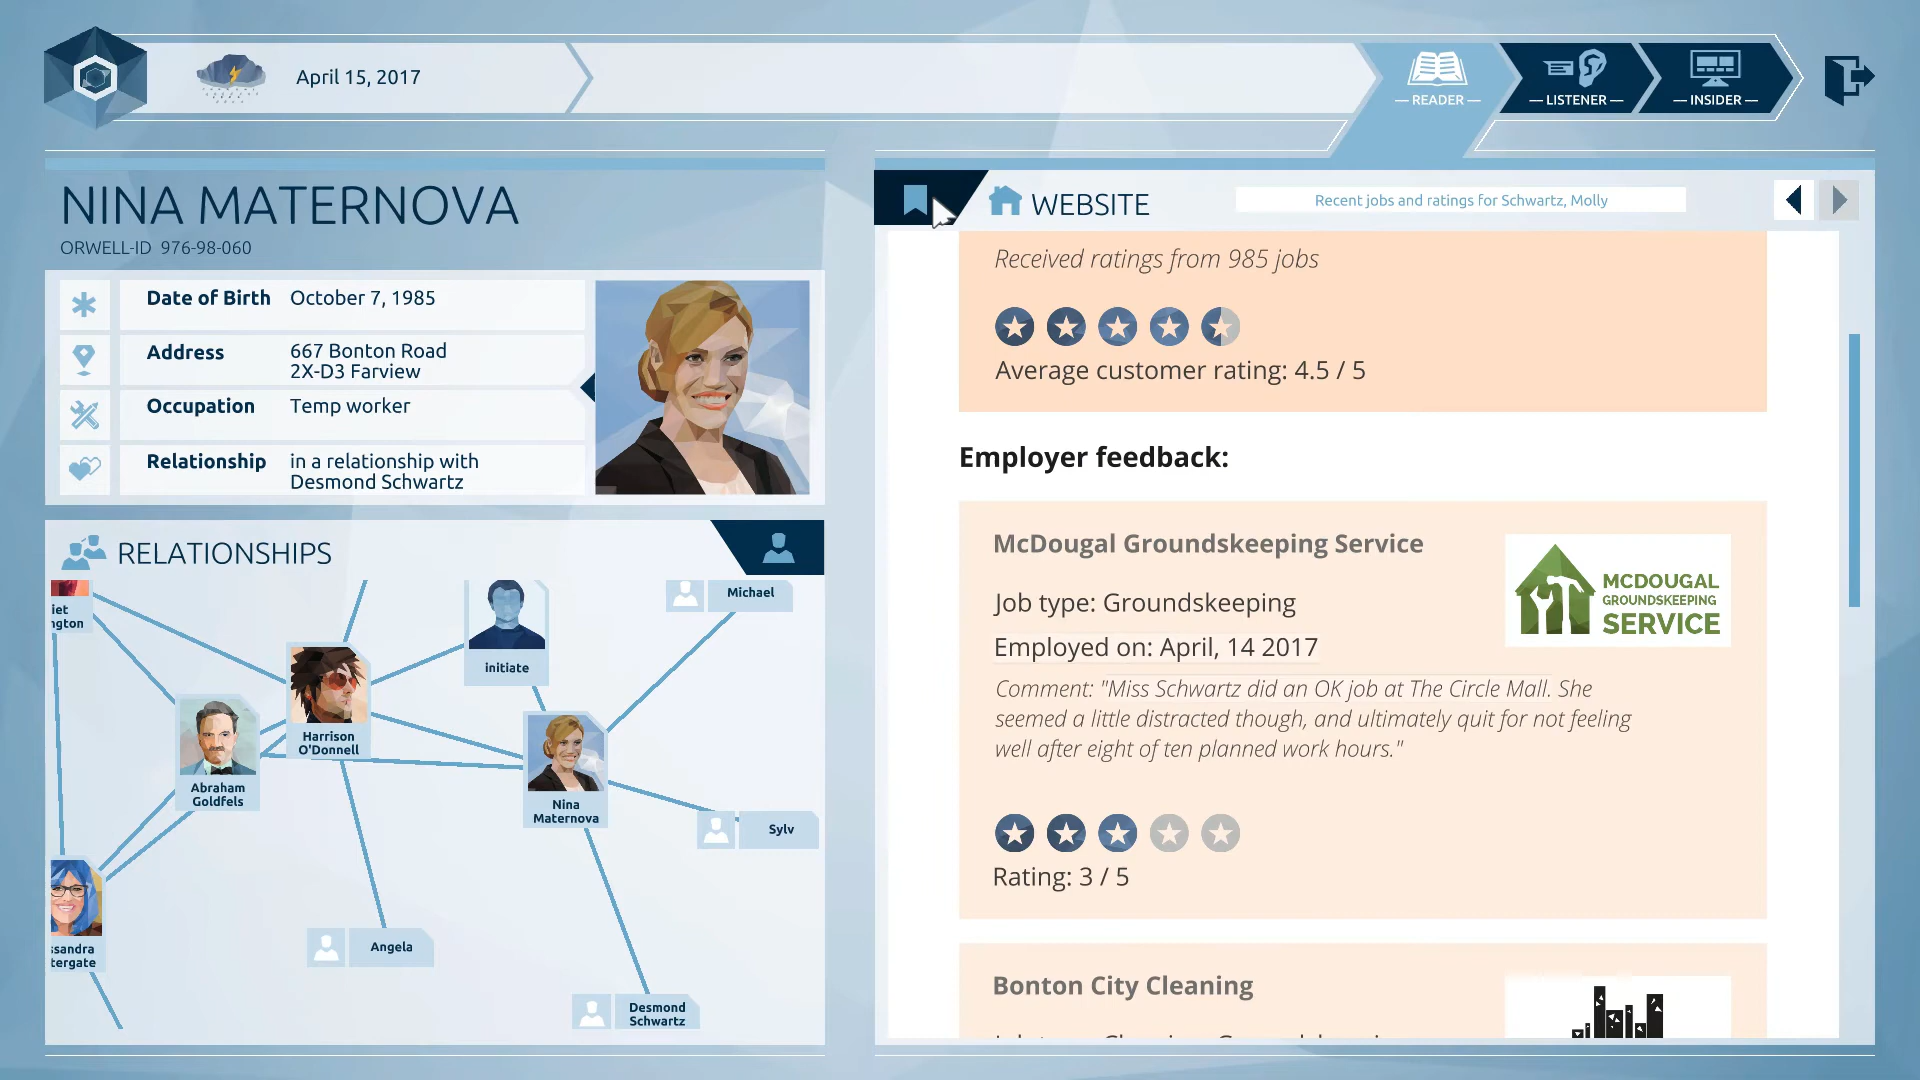 April 15, 2017
READER
LISTENER
INSIDER
NINA MATERNOVA
ORWELL-ID 976-98-060
Date of Birth October 7, 1985
Address 667 Bonton Road
2X-D3 Farview
Occupation Temp worker
Relationship in a relationship with
Desmond Schwartz
RELATIONSHIPS
iet
ngton
Harrison
O'Donnell
initiate
Michael
Abraham
Goldfels
Nina
Maternova
Sylv
ssandra
tergate
Angela
Desmond
Schwartz
WEBSITE
Recent jobs and ratings for Schwartz, Molly
Received ratings from 985 jobs
Average customer rating: 4.5 / 5
Employer feedback:
McDougal Groundskeeping Service
Job type: Groundskeeping
Employed on: April, 14 2017
Comment: "Miss Schwartz did an OK job at The Circle Mall. She
seemed a little distracted though, and ultimately quit for not feeling
well after eight of ten planned work hours."
MCDOUGAL
GROUNDSKEEPING
SERVICE
Rating: 3 / 5
Bonton City Cleaning